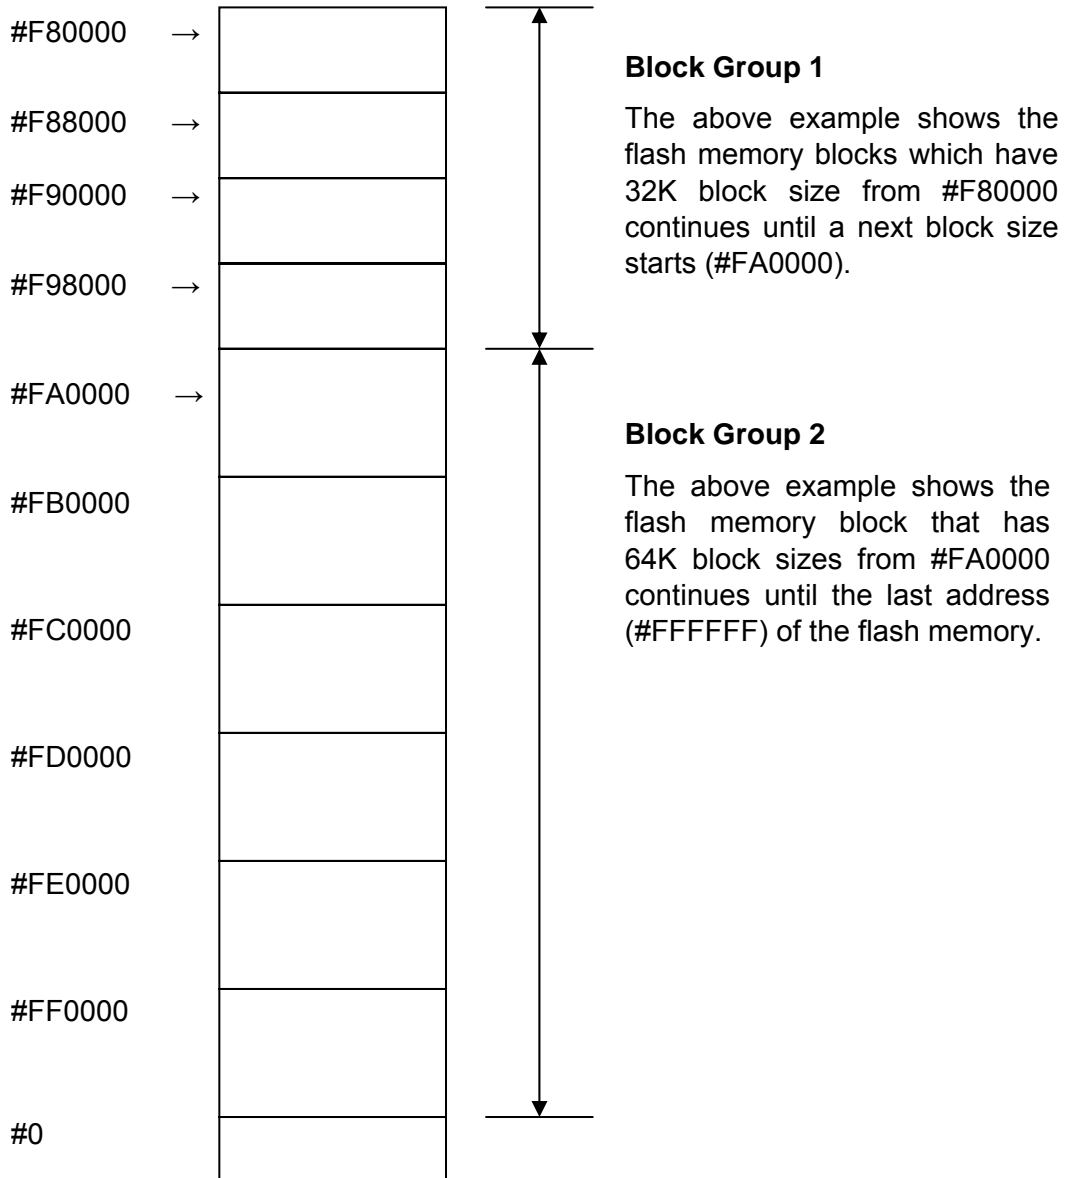 #F80000 →
#F88000 →
#F90000 →
#F98000 →
#FA0000 →
#FB0000
#FC0000
#FD0000
#FE0000
#FF0000
#0
Block Group 1
The above example shows the
flash memory blocks which have
32K block size from #F80000
continues until a next block size
starts (#FA0000).
Block Group 2
The above example shows the
flash memory block that has
64K block sizes from #FA0000
continues until the last address
(#FFFFFF) of the flash memory.